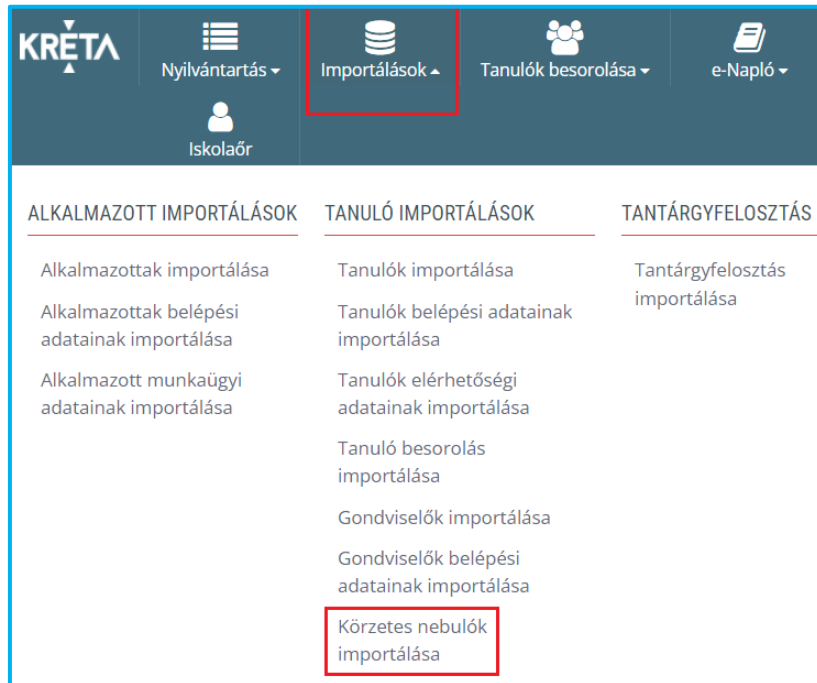 KRÉTA
Nyilvántartás
Importálások
Tanulók besorolása
e-Napló
Iskolaőr
ALKALMAZOTT IMPORTÁLÁSOK
Alkalmazottak importálása
Alkalmazottak belépési
adatainak importálása
Alkalmazott munkaügyi
adatainak importálása
TANULÓ IMPORTÁLÁSOK
Tanulók importálása
Tanulók belépési adatainak
importálása
Tanulók elérhetőségi
adatainak importálása
Tanuló besorolás
importálása
Gondviselők importálása
Gondviselők belépési
adatainak importálása
Körzetes nebulók
importálása
TANTÁRGYFELOSZTÁS
Tantárgyfelosztás
importálása